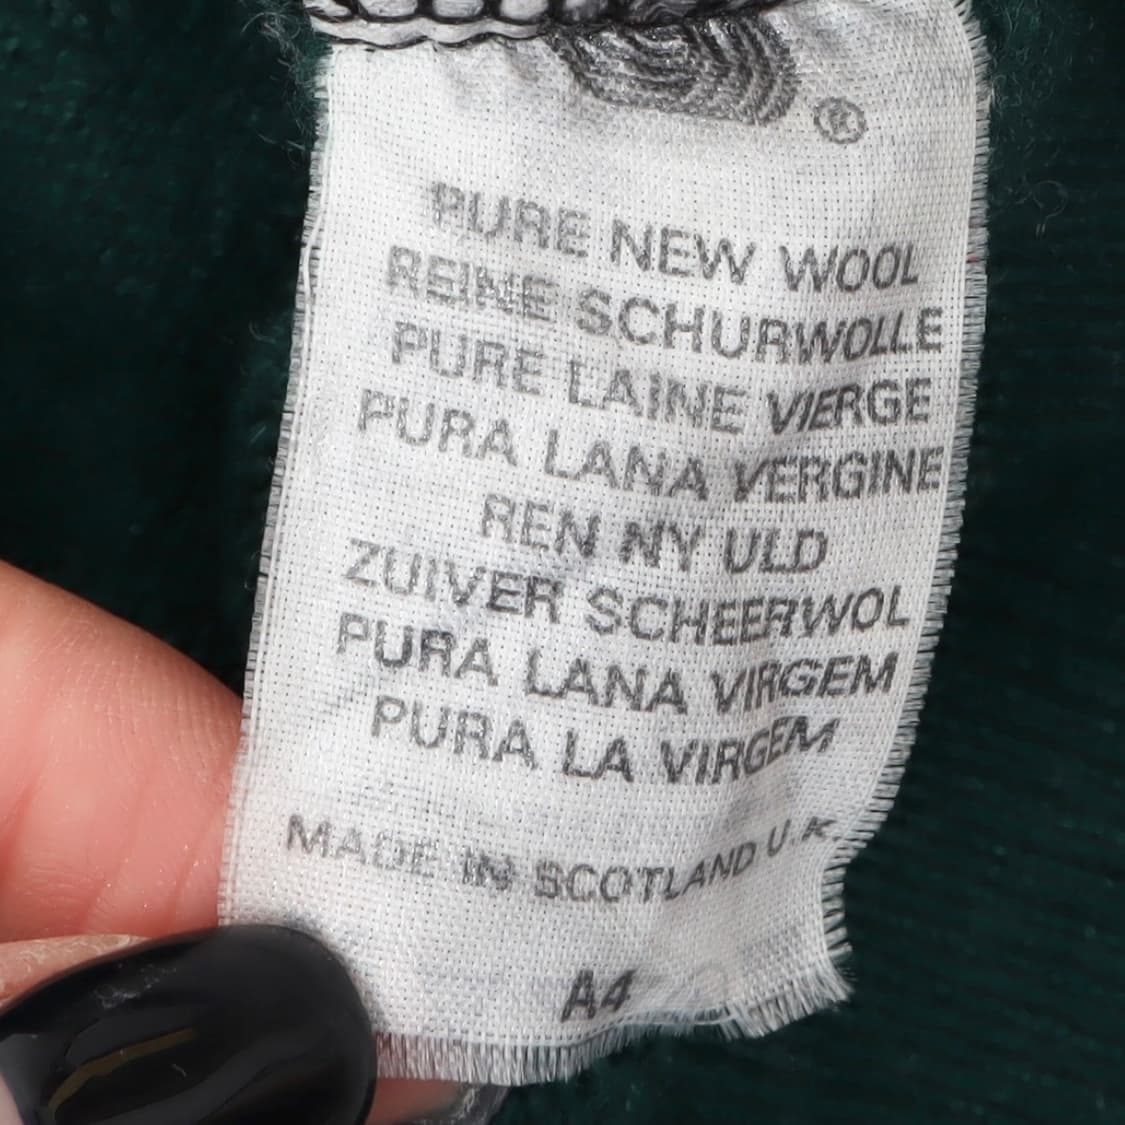 ®
PURE NEW WOOL
REINE SCHURWOLLE
PURE LAINE VIERGE
PURA LANA VERGINE
REN NY ULD
ZUIVER SCHEERWOL
PURA LANA VIRGEM
PURA LA VIRGEM
MADE IN SCOTLAND U.K.
A4